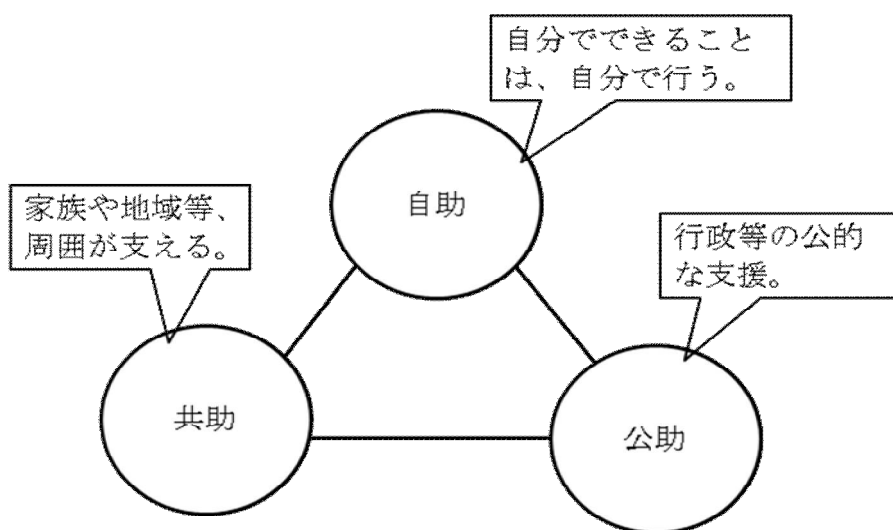 自分でできること
は、自分で行う。
自助
家族や地域等、
周囲が支える。
行政等の公的
な支援。
共助
公助